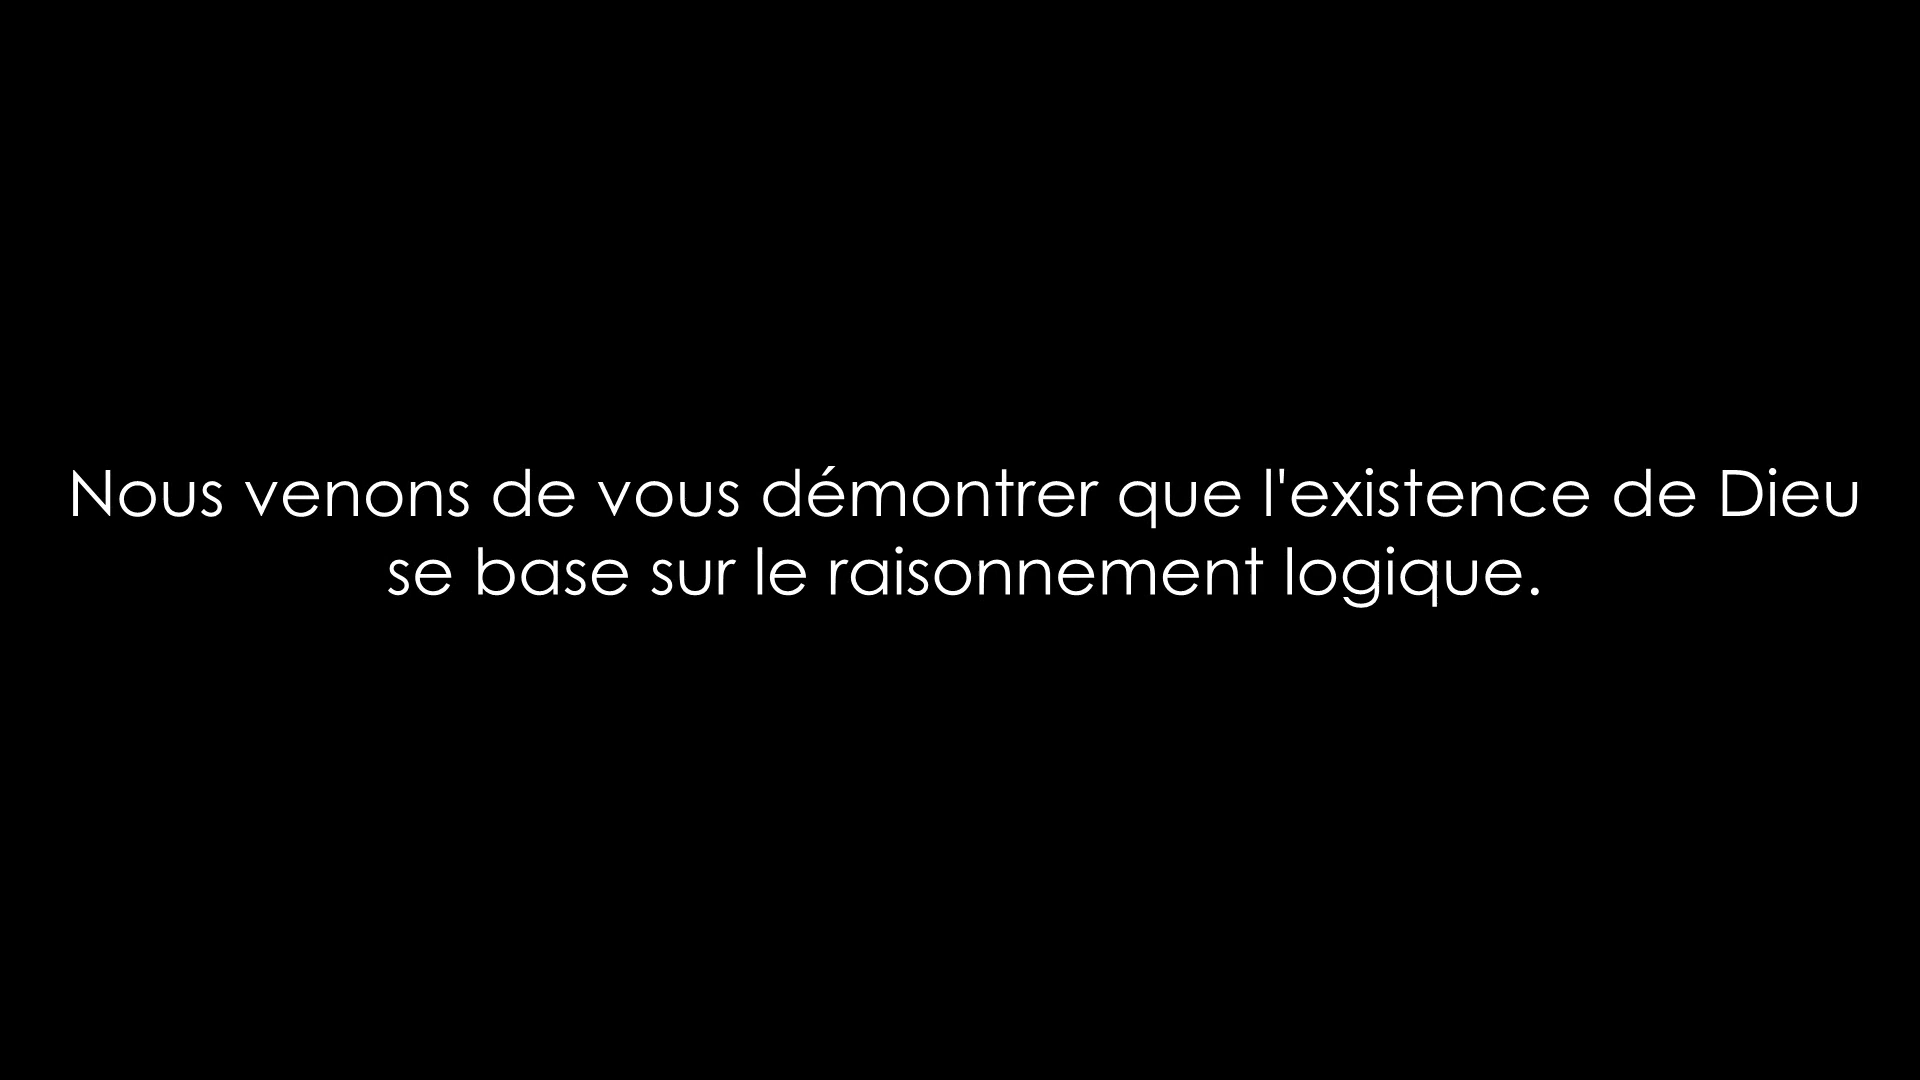 Nous venons de vous démontrer que l'existence de Dieu
se base sur le raisonnement logique.